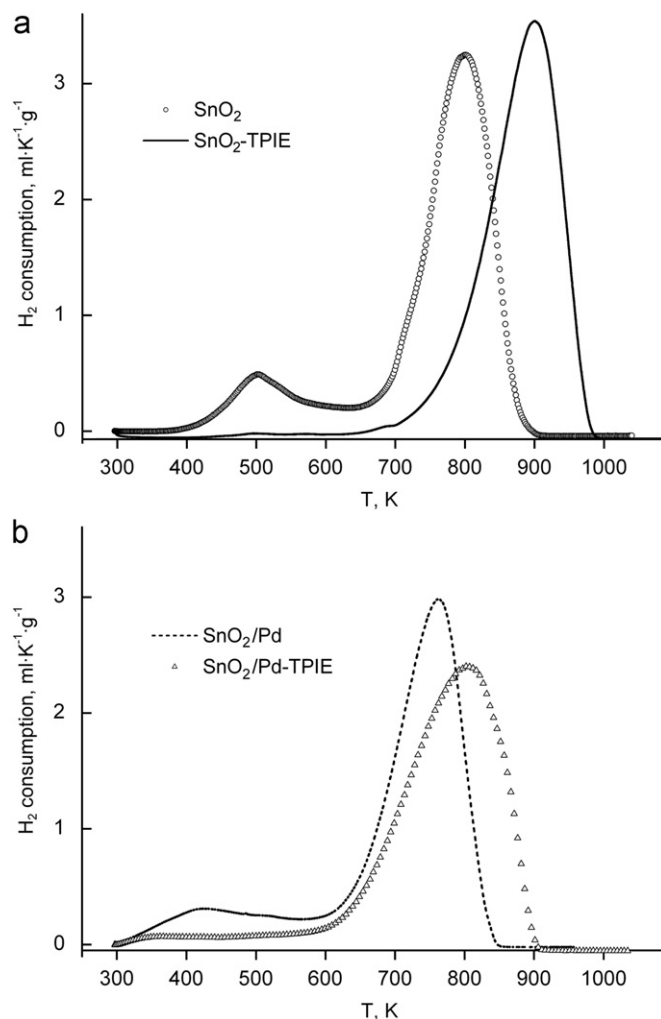 a
H₂ consumption, ml·K⁻¹·g⁻¹
3
2
1
0
SnO₂
SnO₂-TPIE
300 400 500 600 700 800 900 1000
T, K
b
H₂ consumption, ml·K⁻¹·g⁻¹
3
2
1
0
SnO₂/Pd
SnO₂/Pd-TPIE
300 400 500 600 700 800 900 1000
T, K